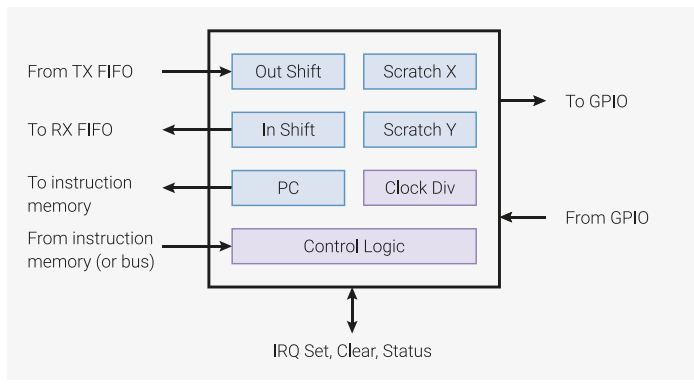 From TX FIFO
Out Shift
Scratch X
To GPIO
To RX FIFO
In Shift
Scratch Y
To instruction
memory
PC
Clock Div
From GPIO
From instruction
memory (or bus)
Control Logic
IRQ Set, Clear, Status